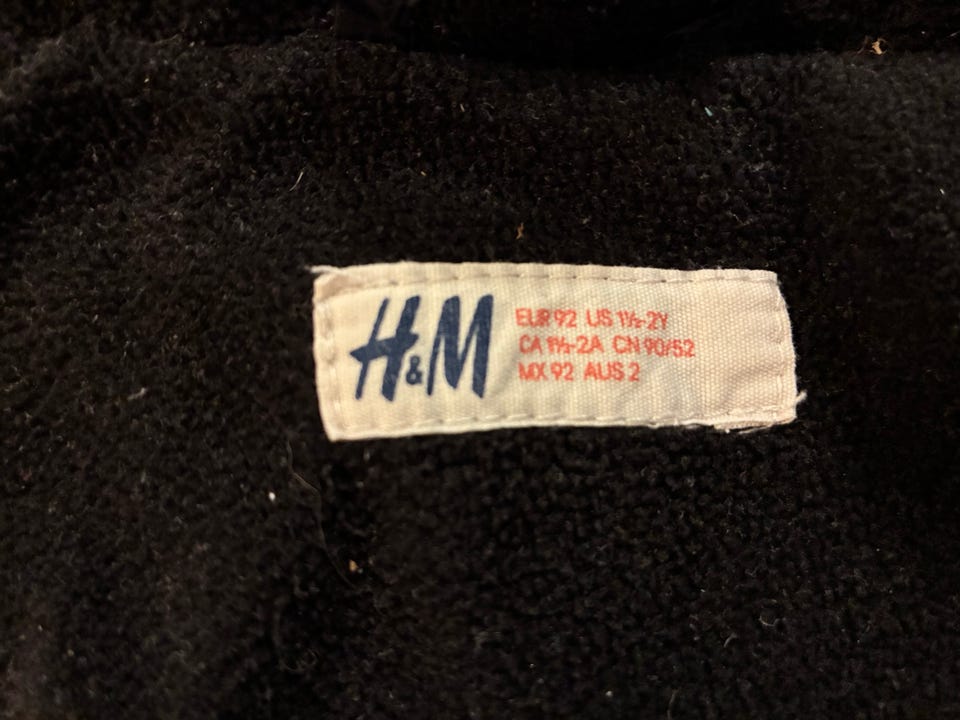 H&M
EUR 92 US 1½-2Y
CA 1½-2A CN 90/52
MX 92 AUS 2